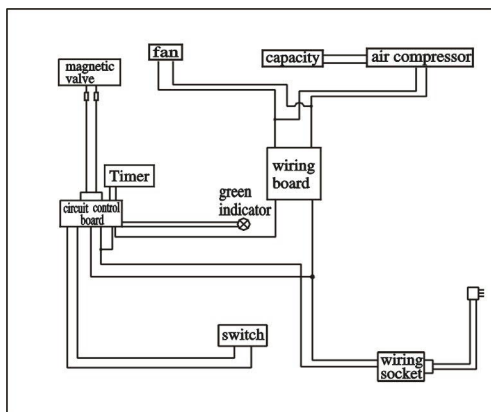 fan
capacity
air compressor
magnetic
valve
Timer
wiring
board
green
indicator
circuit control
board
switch
wiring
socket